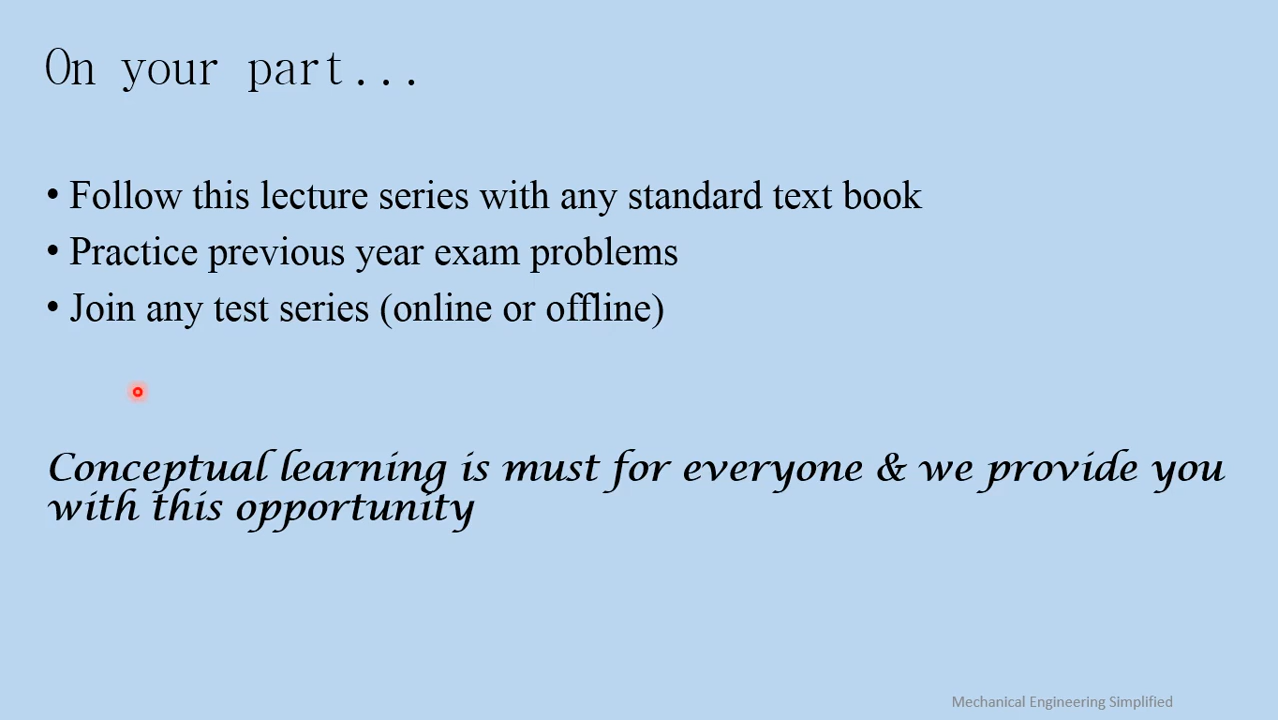 On your part...
• Follow this lecture series with any standard text book
• Practice previous year exam problems
• Join any test series (online or offline)
Conceptual learning is must for everyone & we provide you
with this opportunity
Mechanical Engineering Simplified